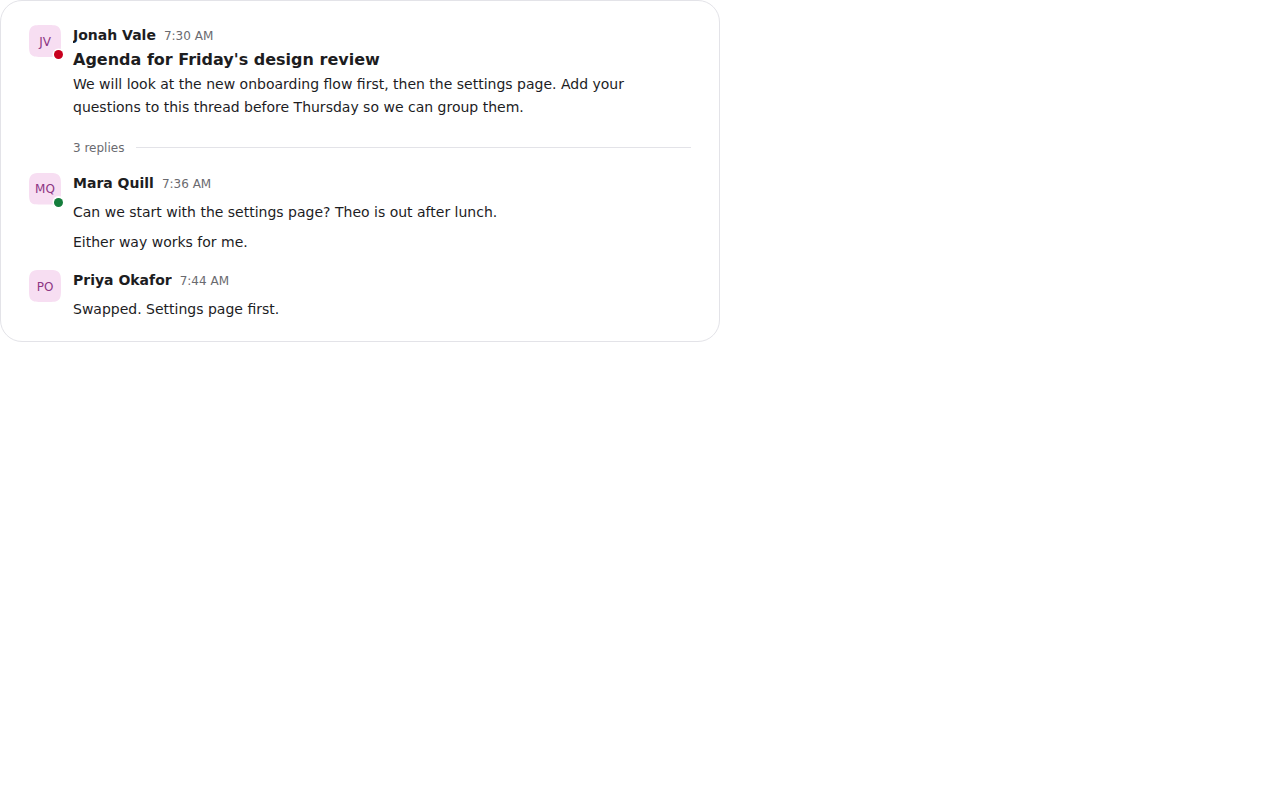 JV
Jonah Vale 7:30 AM
Agenda for Friday's design review
We will look at the new onboarding flow first, then the settings page. Add your
questions to this thread before Thursday so we can group them.
3 replies
MQ
Mara Quill 7:36 AM
Can we start with the settings page? Theo is out after lunch.
Either way works for me.
PO
Priya Okafor 7:44 AM
Swapped. Settings page first.